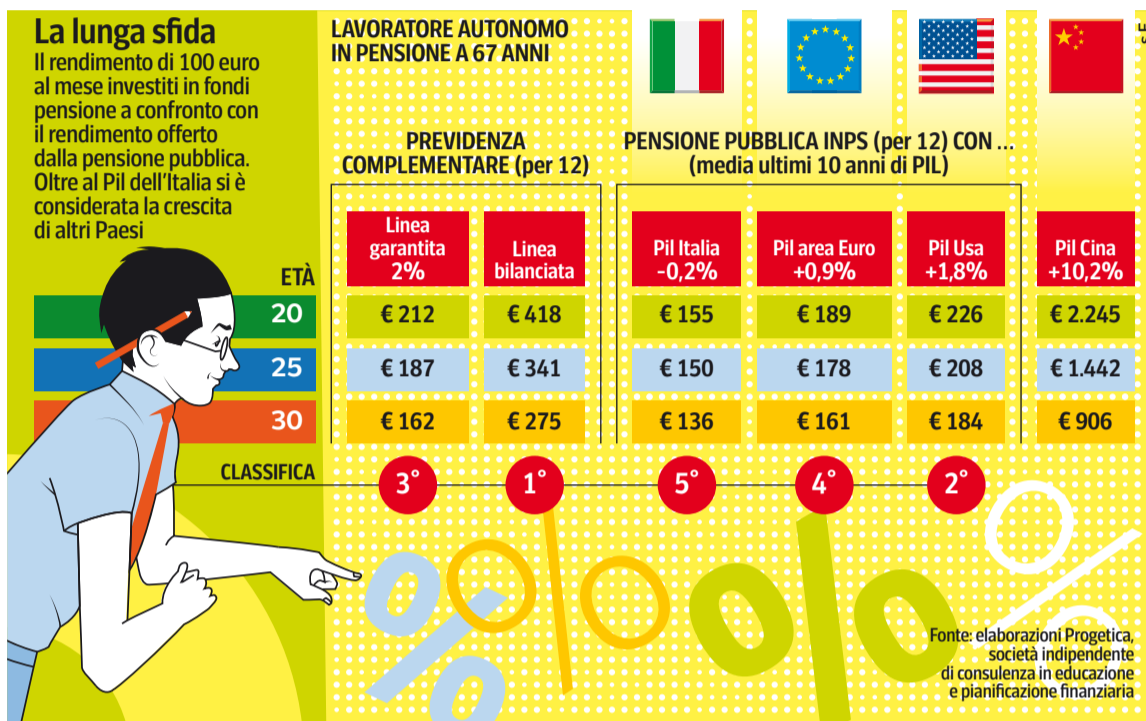 La lunga sfida
Il rendimento di 100 euro
al mese investiti in fondi
pensione a confronto con
il rendimento offerto
dalla pensione pubblica.
Oltre al Pil dell'Italia si è
considerata la crescita
di altri Paesi
LAVORATORE AUTONOMO
IN PENSIONE A 67 ANNI
PREVIDENZA
COMPLEMENTARE (per 12)
PENSIONE PUBBLICA INPS (per 12) CON ...
(media ultimi 10 anni di PIL)
ETÀ
Linea
garantita
2%
Linea
bilanciata
Pil Italia
-0,2%
Pil area Euro
+0,9%
Pil Usa
+1,8%
Pil Cina
+10,2%
20 € 212 € 418 € 155 € 189 € 226 € 2.245
25 € 187 € 341 € 150 € 178 € 208 € 1.442
30 € 162 € 275 € 136 € 161 € 184 € 906
CLASSIFICA 3° 1° 5° 4° 2°
% % % %
Fonte: elaborazioni Progetica,
società indipendente
di consulenza in educazione
e pianificazione finanziaria